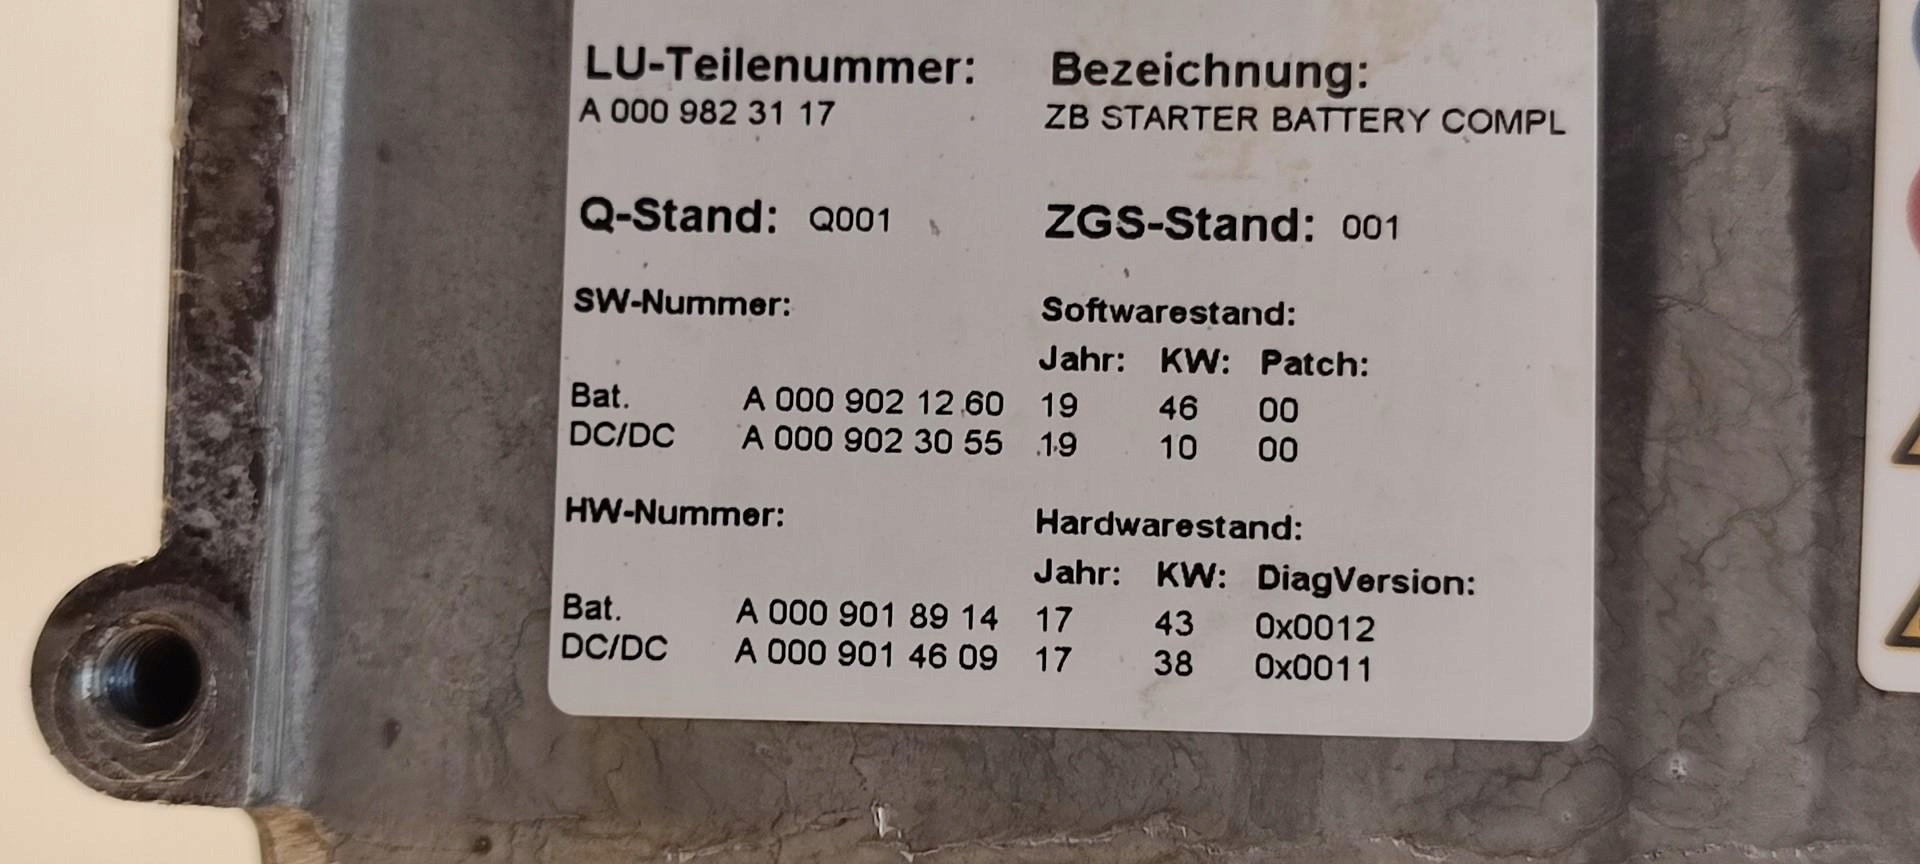 LU-Teilenummer: Bezeichnung:
A 000 982 31 17 ZB STARTER BATTERY COMPL
Q-Stand: Q001 ZGS-Stand: 001
SW-Nummer: Softwarestand:
Jahr: KW: Patch:
Bat. A 000 902 12 60 19 46 00
DC/DC A 000 902 30 55 19 10 00
HW-Nummer: Hardwarestand:
Jahr: KW: DiagVersion:
Bat. A 000 901 89 14 17 43 0x0012
DC/DC A 000 901 46 09 17 38 0x0011